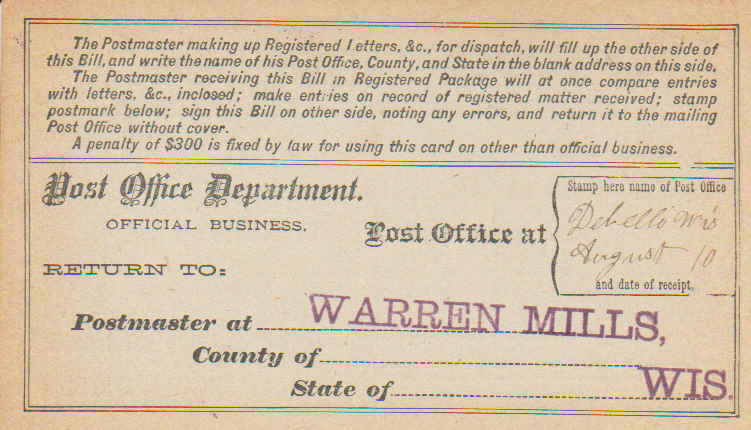 The Postmaster making up Registered Letters, &c., for dispatch, will fill up the other side of
this Bill, and write the name of his Post Office, County, and State in the blank address on this side.
The Postmaster receiving this Bill in Registered Package will at once compare entries
with letters, &c., inclosed; make entries on record of registered matter received; stamp
postmark below; sign this Bill on other side, noting any errors, and return it to the mailing
Post Office without cover.
A penalty of $300 is fixed by law for using this card on other than official business.
Post Office Department.
OFFICIAL BUSINESS.
Post Office at
Stamp here name of Post Office
Debello Wis
August 10
and date of receipt.
RETURN TO:
Postmaster at WARREN MILLS,
County of
State of WIS.